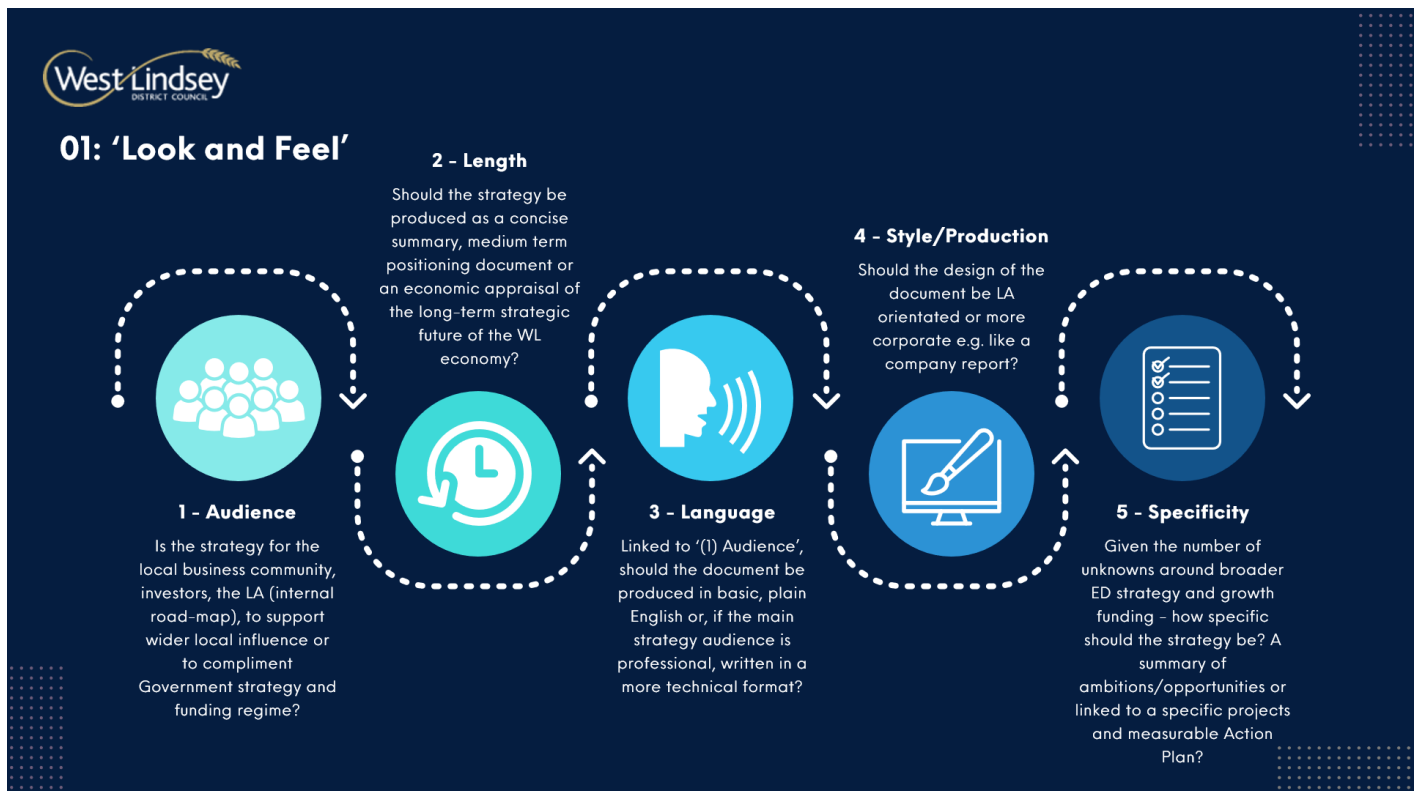 West Lindsey
DISTRICT COUNCIL
01: ‘Look and Feel’
1 - Audience
Is the strategy for the
local business community,
investors, the LA (internal
road-map), to support
wider local influence or
to compliment
Government strategy and
funding regime?
2 - Length
Should the strategy be
produced as a concise
summary, medium term
positioning document or
an economic appraisal of
the long-term strategic
future of the WL
economy?
3 - Language
Linked to ‘(1) Audience’,
should the document be
produced in basic, plain
English or, if the main
strategy audience is
professional, written in a
more technical format?
4 - Style/Production
Should the design of the
document be LA
orientated or more
corporate e.g. like a
company report?
5 - Specificity
Given the number of
unknowns around broader
ED strategy and growth
funding - how specific
should the strategy be? A
summary of
ambitions/opportunities or
linked to a specific projects
and measurable Action
Plan?